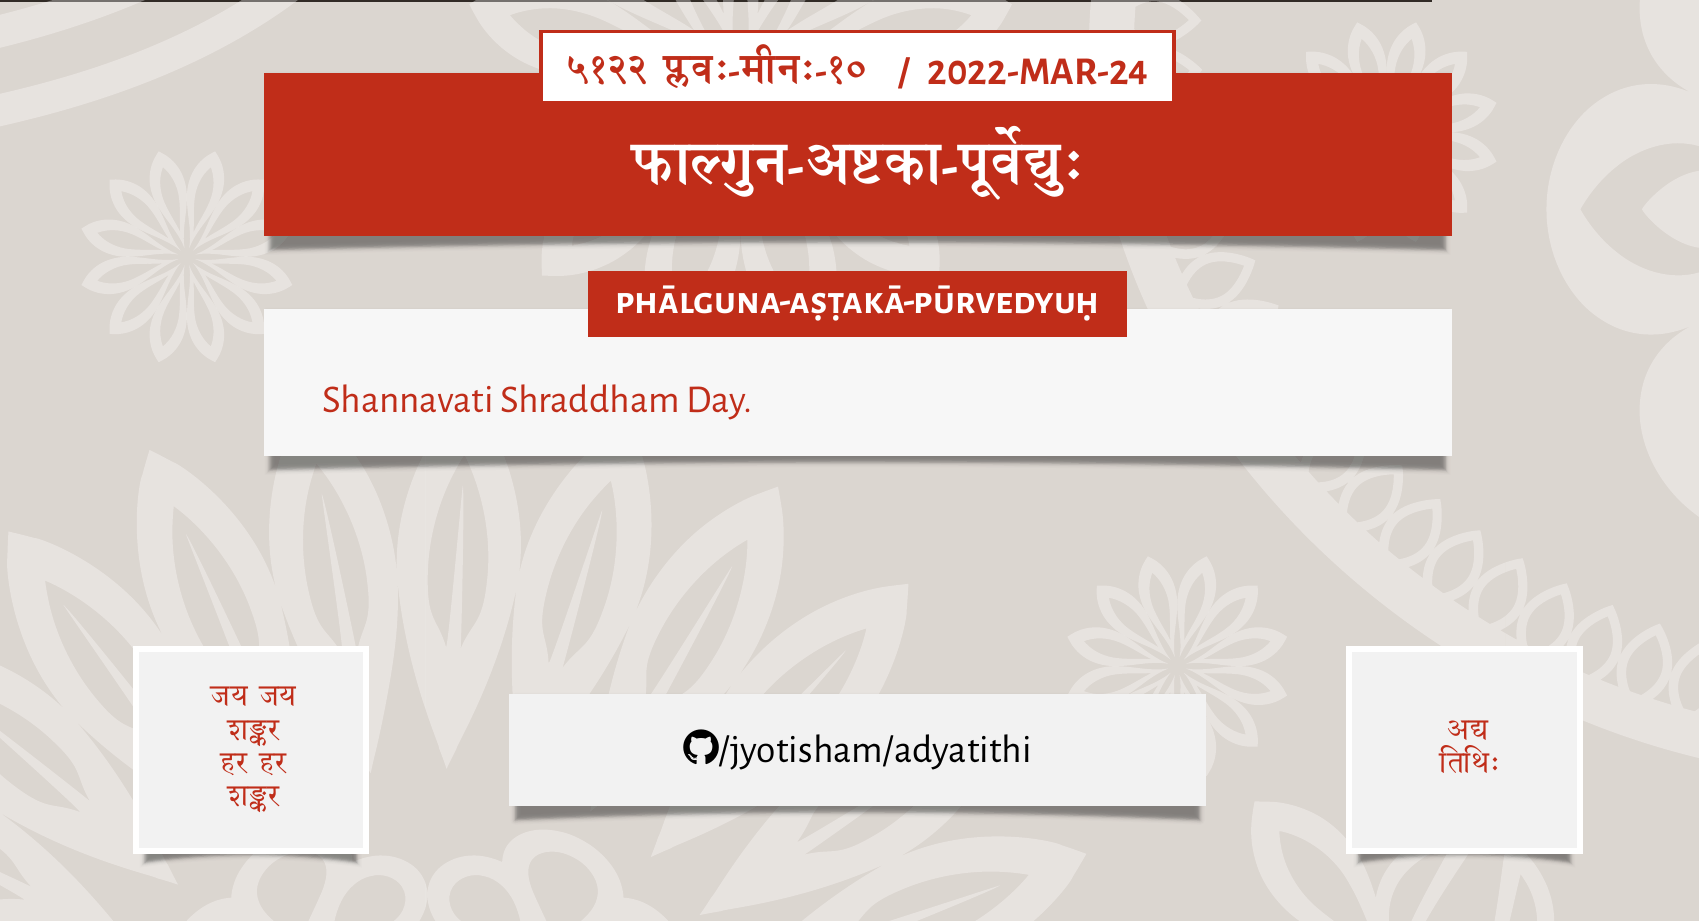 ५१२२ प्लवः-मीनः-१० / 2022-MAR-24
फाल्गुन-अष्टका-पूर्वेद्युः
PHĀLGUNA-AṢṬAKĀ-PŪRVEDYUḤ
Shannavati Shraddham Day.
जय जय
शङ्कर
हर हर
शङ्कर
/jyotisham/adyatithi
अद्य
तिथिः